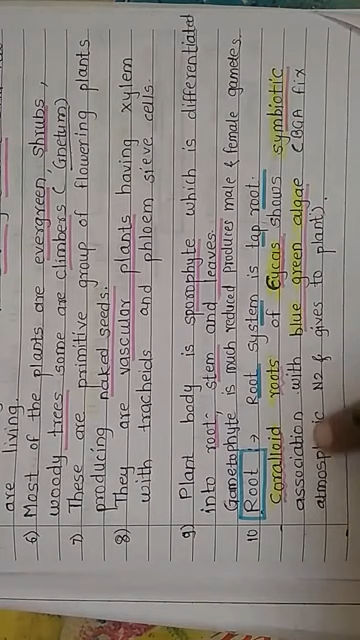 are living.
6) Most of the plants are evergreen shrubs,
woody trees some are climbers (Gnetum)
7) These are primitive group of flowering plants
producing naked seeds.
8) They are vascular plants having xylem
with tracheids and phloem sieve cells.
9) Plant body is sporophyte which is differentiated
into root, stem and leaves.
Gametophyte is much reduced produces male & female gametes.
10) Root → Root system is tap root.
Coralloid roots of Cycas shows symbiotic
association with blue green algae (BGA fix
atmospheric N2 & gives to plant).